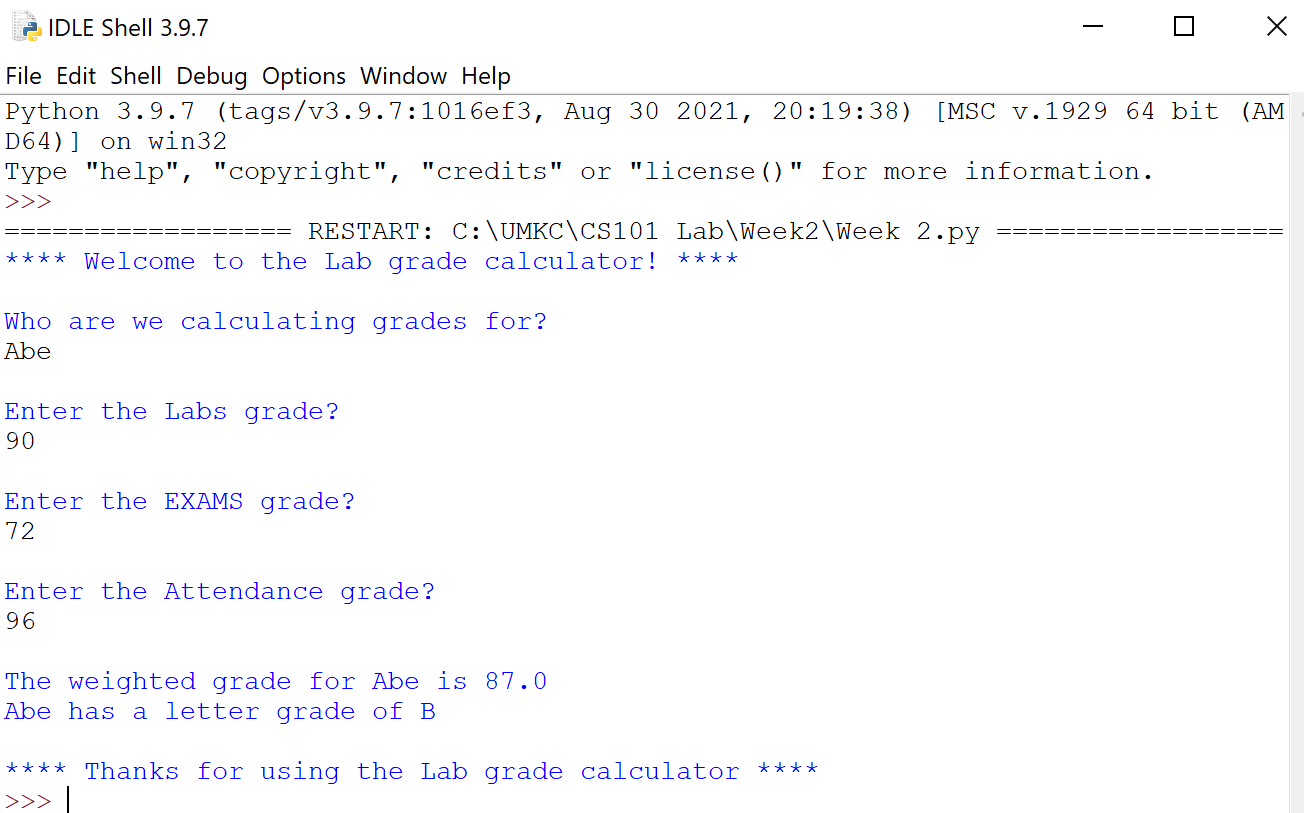 IDLE Shell 3.9.7
File Edit Shell Debug Options Window Help
Python 3.9.7 (tags/v3.9.7:1016ef3, Aug 30 2021, 20:19:38) [MSC v.1929 64 bit (AM
D64)] on win32
Type "help", "copyright", "credits" or "license()" for more information.
>>>
================== RESTART: C:\UMKC\CS101 Lab\Week2\Week 2.py ==================
**** Welcome to the Lab grade calculator! ****
Who are we calculating grades for?
Abe
Enter the Labs grade?
90
Enter the EXAMS grade?
72
Enter the Attendance grade?
96
The weighted grade for Abe is 87.0
Abe has a letter grade of B
**** Thanks for using the Lab grade calculator ****
>>>